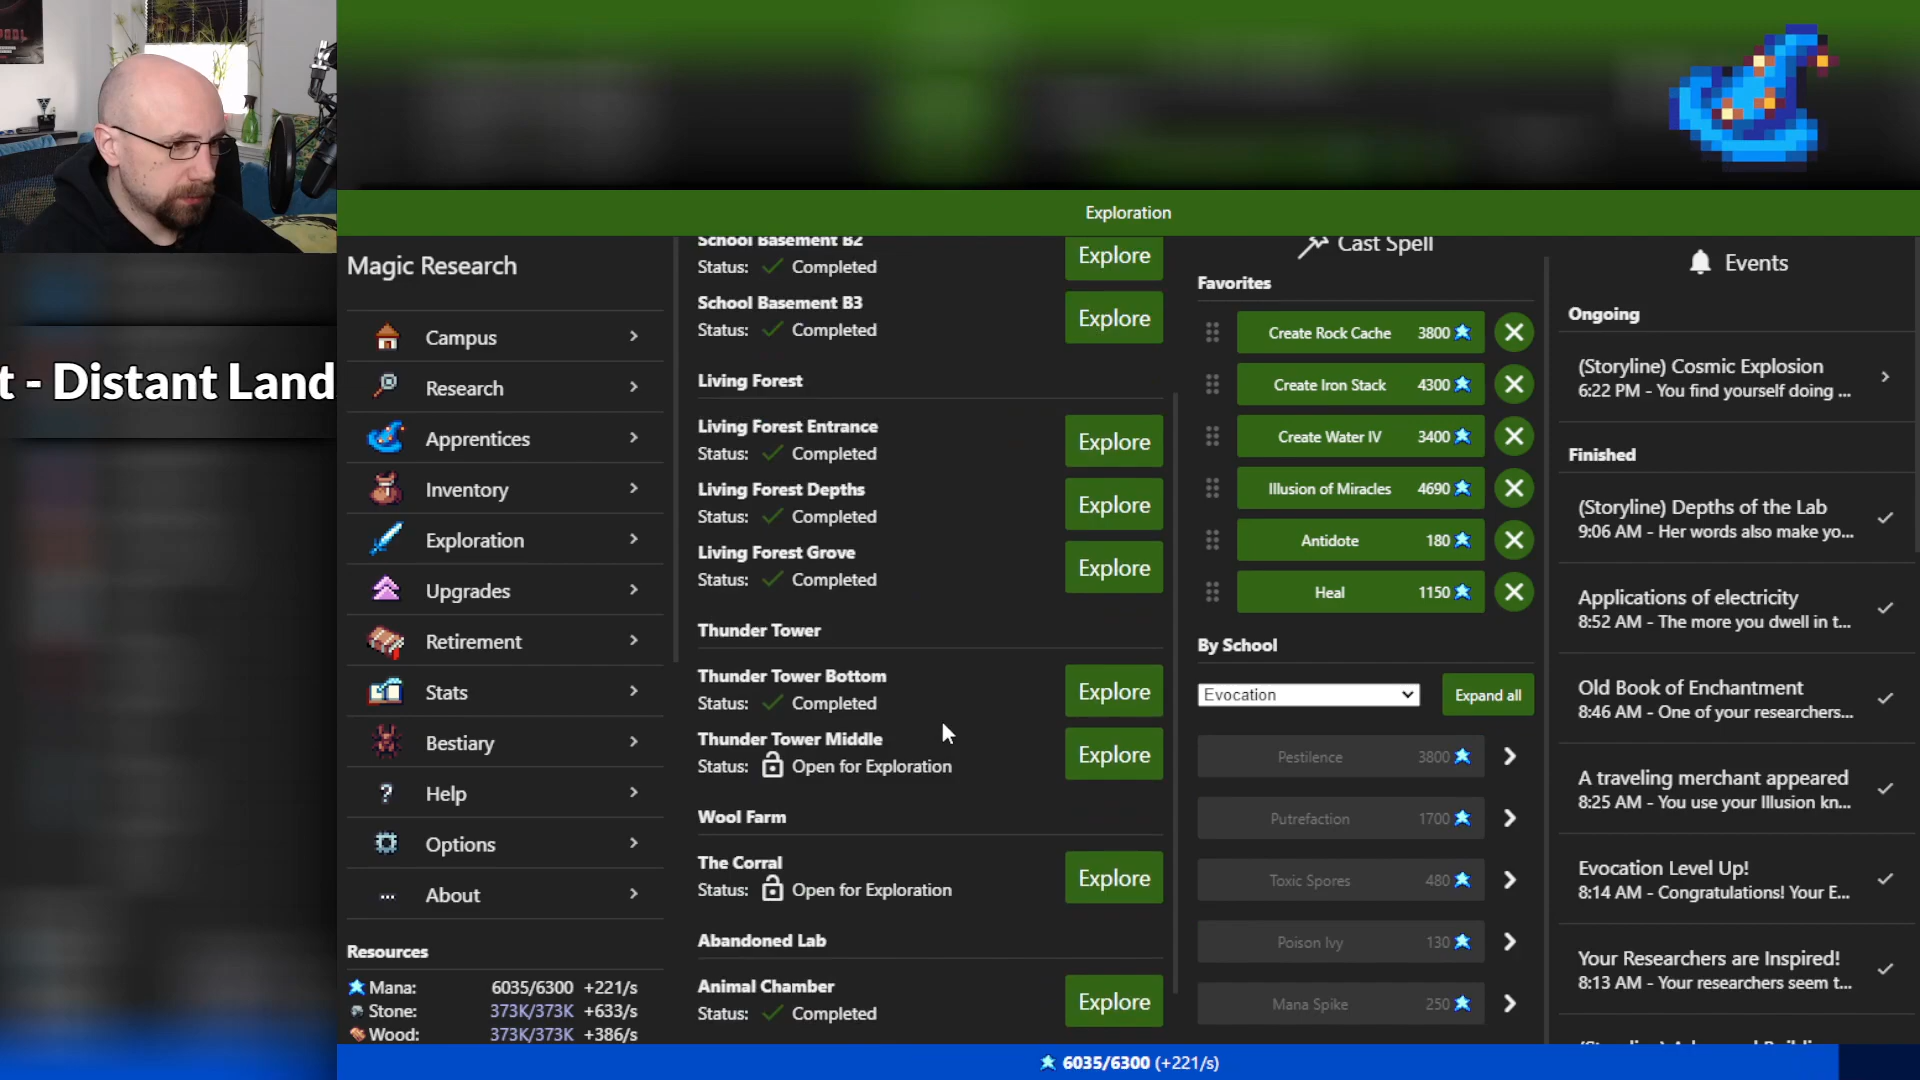 Exploration
t - Distant Land
Magic Research
Campus
Research
Apprentices
Inventory
Exploration
Upgrades
Retirement
Stats
Bestiary
Help
Options
About
Resources
Mana: 6035/6300 +221/s
Stone: 373K/373K +633/s
Wood: 373K/373K +386/s
School Basement B2
Status: Completed
Explore
School Basement B3
Status: Completed
Explore
Living Forest
Living Forest Entrance
Status: Completed
Explore
Living Forest Depths
Status: Completed
Explore
Living Forest Grove
Status: Completed
Explore
Thunder Tower
Thunder Tower Bottom
Status: Completed
Explore
Thunder Tower Middle
Status: Open for Exploration
Explore
Wool Farm
The Corral
Status: Open for Exploration
Explore
Abandoned Lab
Animal Chamber
Status: Completed
Explore
Cast Spell
Favorites
Create Rock Cache 3800
Create Iron Stack 4300
Create Water IV 3400
Illusion of Miracles 4690
Antidote 180
Heal 1150
By School
Evocation
Expand all
Pestilence 3800
Putrefaction 1700
Toxic Spores 480
Poison Ivy 130
Mana Spike 250
Events
Ongoing
(Storyline) Cosmic Explosion
6:22 PM - You find yourself doing ...
Finished
(Storyline) Depths of the Lab
9:06 AM - Her words also make yo...
Applications of electricity
8:52 AM - The more you dwell in t...
Old Book of Enchantment
8:46 AM - One of your researchers...
A traveling merchant appeared
8:25 AM - You use your Illusion kn...
Evocation Level Up!
8:14 AM - Congratulations! Your E...
Your Researchers are Inspired!
8:13 AM - Your researchers seem t...
6035/6300 (+221/s)